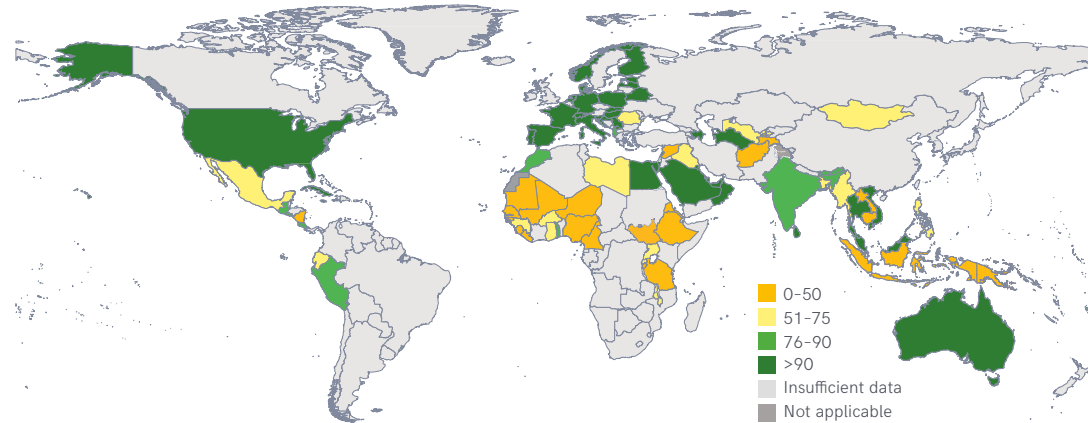 0–50
51–75
76–90
>90
Insufficient data
Not applicable